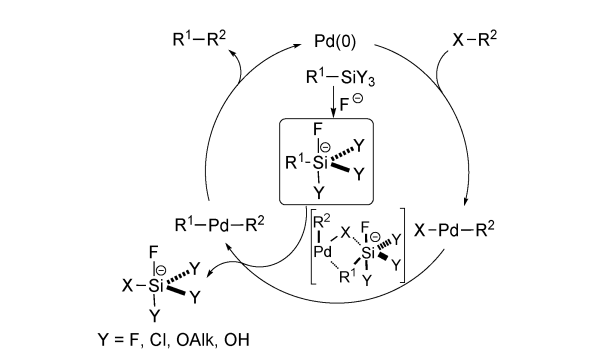 R¹–R²
Pd(0)
X–R²
R¹–SiY₃
F⊖
F
⊖
R¹-Si
Y
Y
Y
R¹–Pd–R²
R²
Pd
X
F
⊖
Si
Y
Y
R¹
Y
X–Pd–R²
F
⊖
X–Si
Y
Y
Y
Y = F, Cl, OAlk, OH